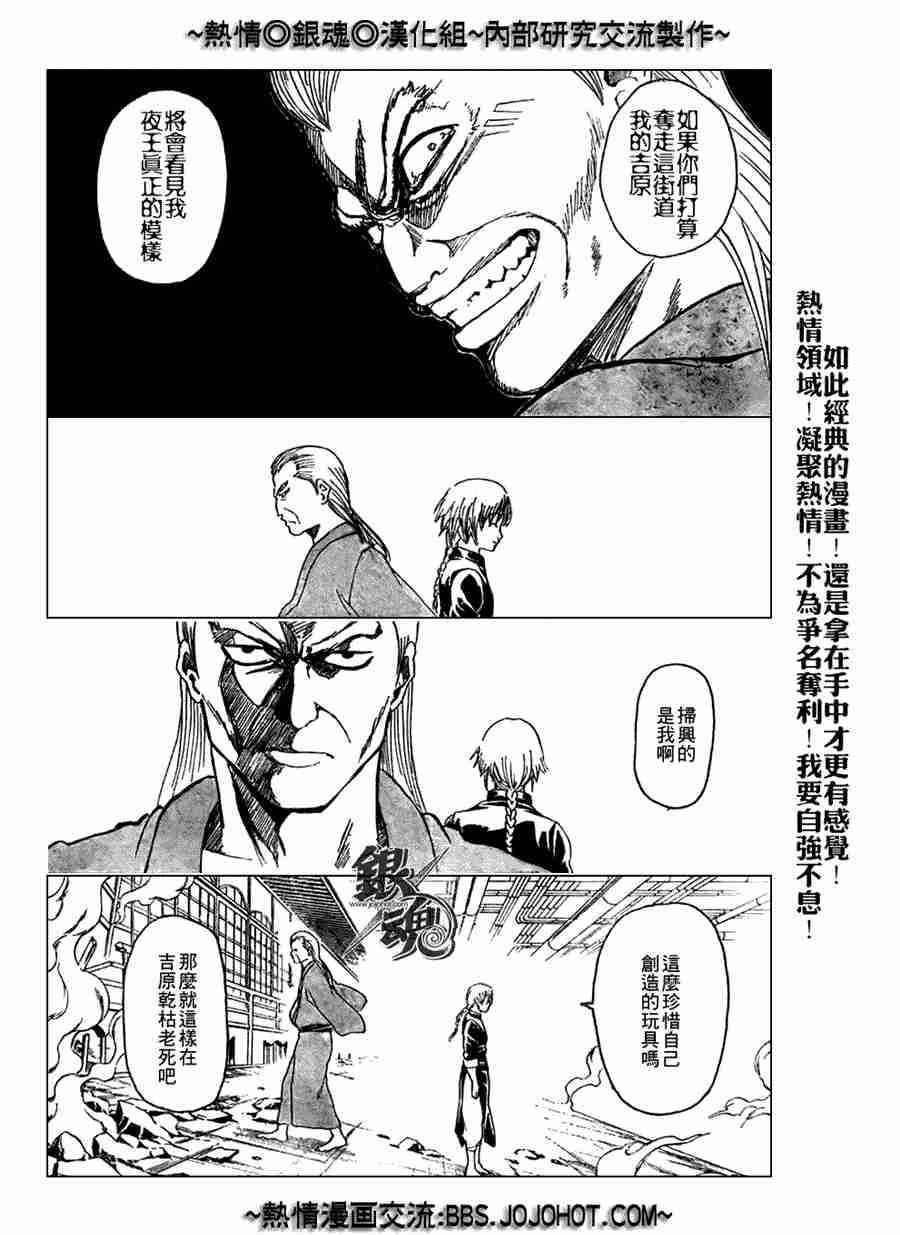 ~熱情◎銀魂◎漢化組~內部研究交流製作~
如果你們打算
奪走這街道
我的吉原
將會看見我
夜王真正的模樣
掃興的
是我啊
這麼珍惜自己
創造的玩具嗎
那麼就這樣在
吉原乾枯老死吧
銀魂
www.jojohot.com
如此經典的漫畫!還是拿在手中才更有感覺!
熱情領域!凝聚熱情!不為爭名奪利!我要自強不息!
~熱情漫画交流:BBS.JOJOHOT.COM~